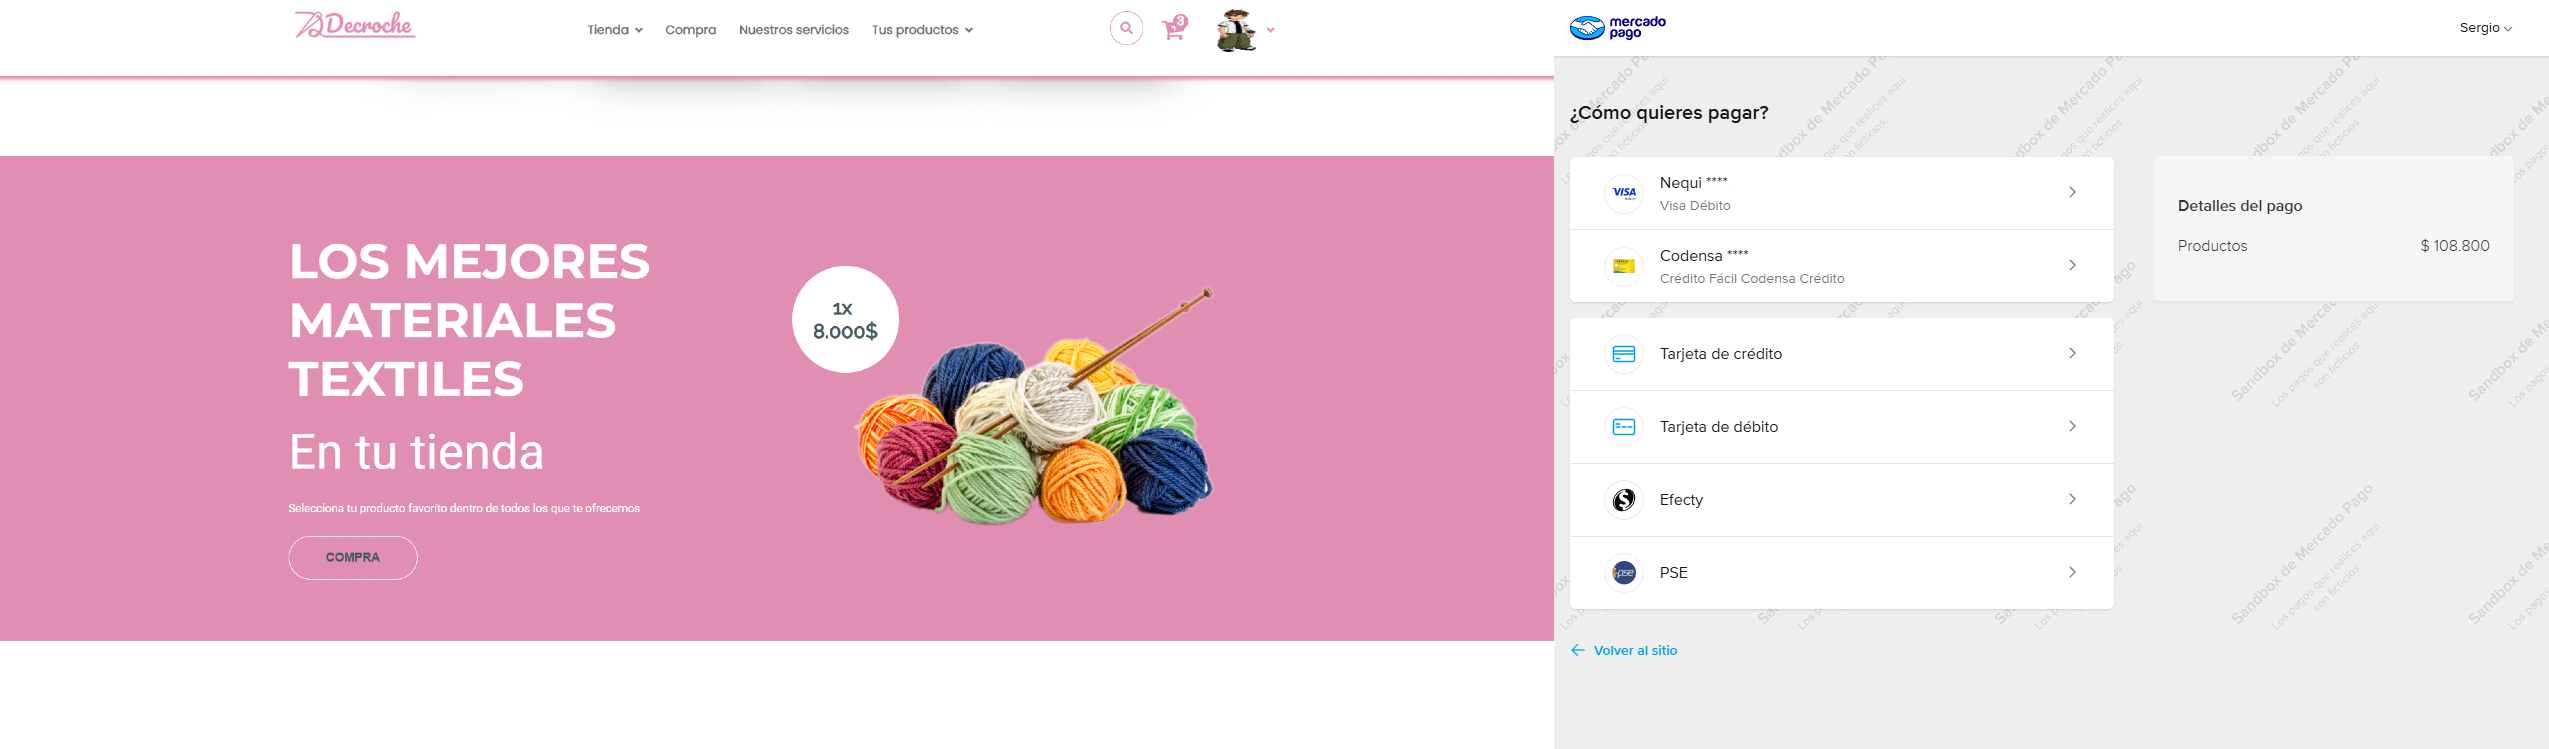 Decroche
Tienda
Compra
Nuestros servicios
Tus productos
3
LOS MEJORES
MATERIALES
TEXTILES
En tu tienda
Selecciona tu producto favoríto dentro de todos los que te ofrecemos
COMPRA
1x
8.000$
mercado
pago
Sergio
¿Cómo quieres pagar?
Nequi ****
Visa Débito
VISA
Codensa ****
Crédito Fácil Codensa Crédito
Tarjeta de crédito
Tarjeta de débito
Efecty
pse
PSE
Volver al sitio
Detalles del pago
Productos
$ 108.800
Sandbox de Mercado Pago
Los pagos que realices aquí
son ficticios.